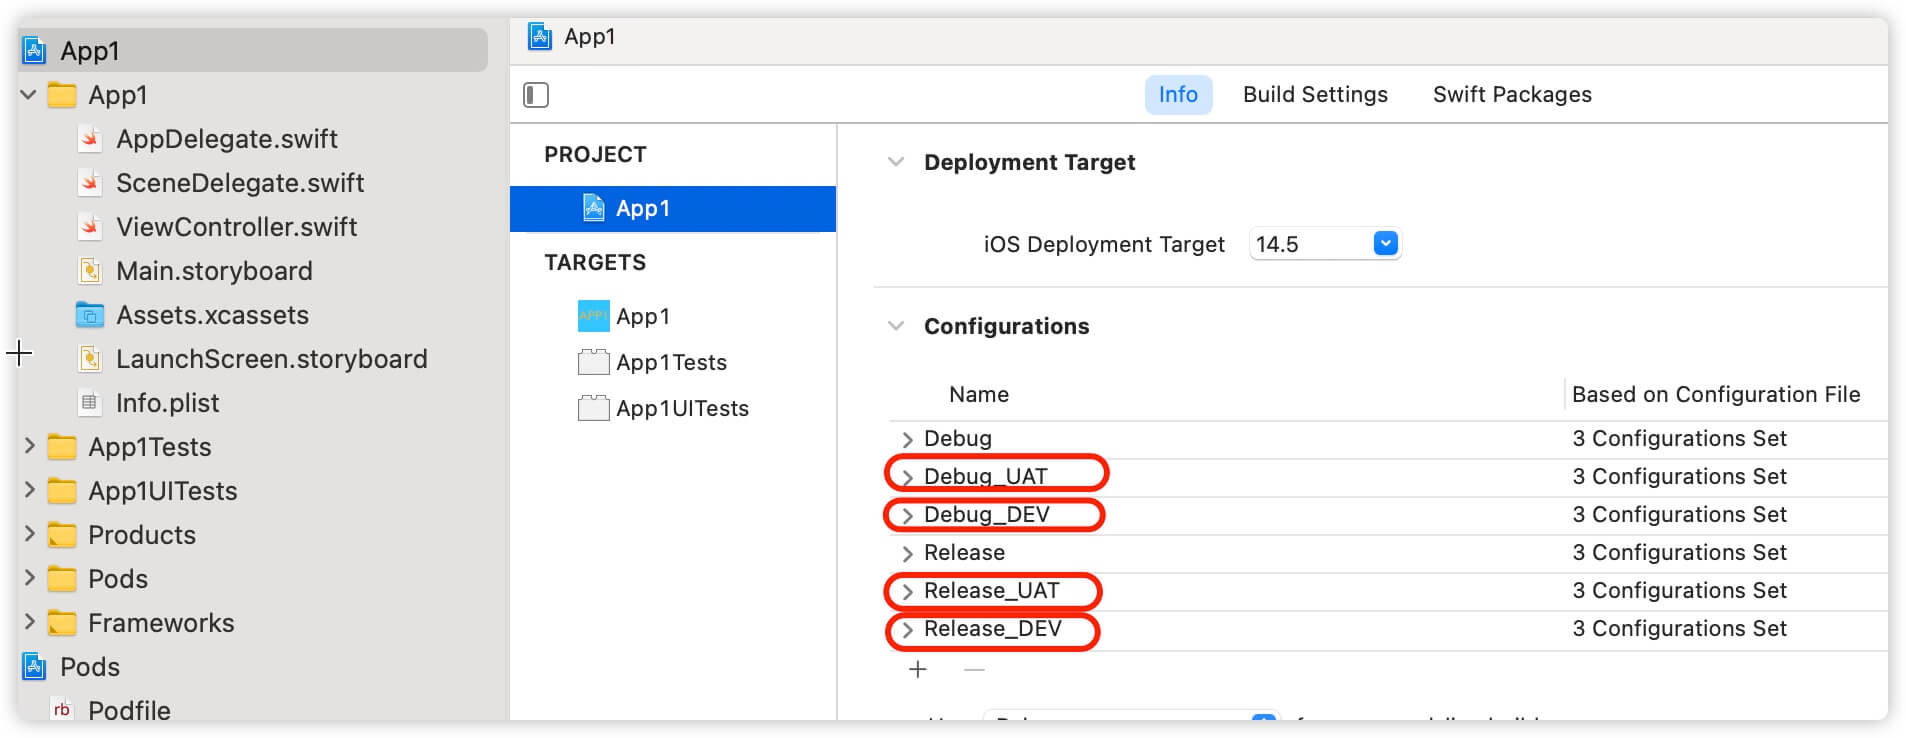 App1
App1
AppDelegate.swift
SceneDelegate.swift
ViewController.swift
Main.storyboard
Assets.xcassets
LaunchScreen.storyboard
Info.plist
App1Tests
App1UITests
Products
Pods
Frameworks
Pods
rb Podfile
App1
Info Build Settings Swift Packages
PROJECT
App1
TARGETS
APP1 App1
App1Tests
App1UITests
Deployment Target
iOS Deployment Target 14.5
Configurations
Name Based on Configuration File
Debug 3 Configurations Set
Debug_UAT 3 Configurations Set
Debug_DEV 3 Configurations Set
Release 3 Configurations Set
Release_UAT 3 Configurations Set
Release_DEV 3 Configurations Set